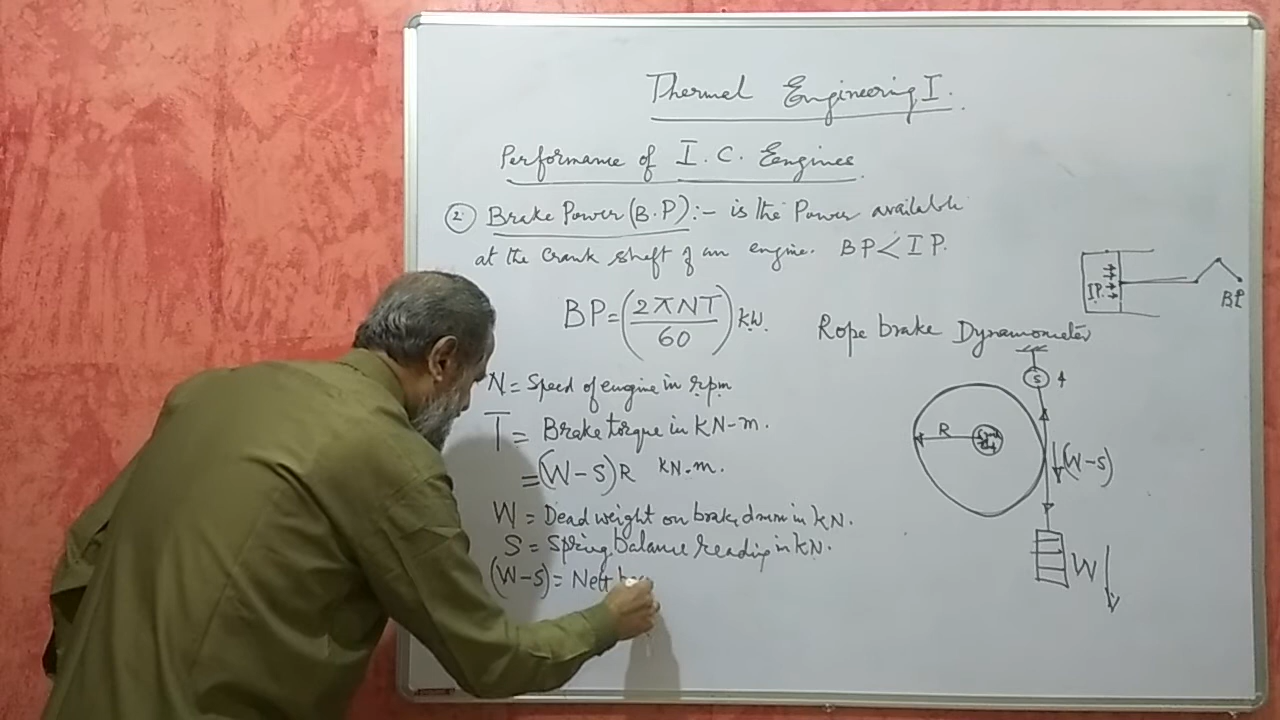 Thermal Engineering I.
Performance of I.C. Eengines
② Brake Power (B.P) :- is the Power available
at the crank shaft of an engine. BP < IP.
BP = (2πNT / 60) kW.
N = Speed of engine in rpm
T = Brake torque in KN-m.
= (W-S)R KN.m.
W = Dead weight on brake drum in KN.
S = Spring balance reading in KN.
(W-S) = Nett
IP.
BP
Rope brake Dynamometer
S
R
(W-S)
W